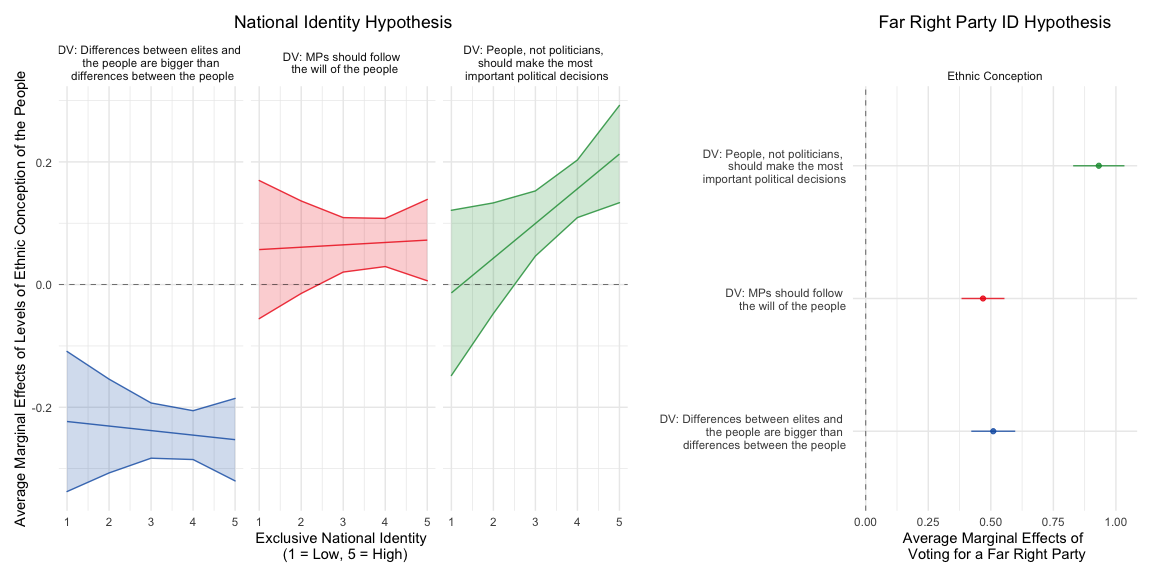 National Identity Hypothesis
Far Right Party ID Hypothesis
DV: Differences between elites and
the people are bigger than
differences between the people
DV: MPs should follow
the will of the people
DV: People, not politicians,
should make the most
important political decisions
Ethnic Conception
Average Marginal Effects of Levels of Ethnic Conception of the People
0.2
0.0
-0.2
1 2 3 4 5
1 2 3 4 5
1 2 3 4 5
Exclusive National Identity
(1 = Low, 5 = High)
DV: People, not politicians,
should make the most
important political decisions
DV: MPs should follow
the will of the people
DV: Differences between elites and
the people are bigger than
differences between the people
0.00 0.25 0.50 0.75 1.00
Average Marginal Effects of
Voting for a Far Right Party